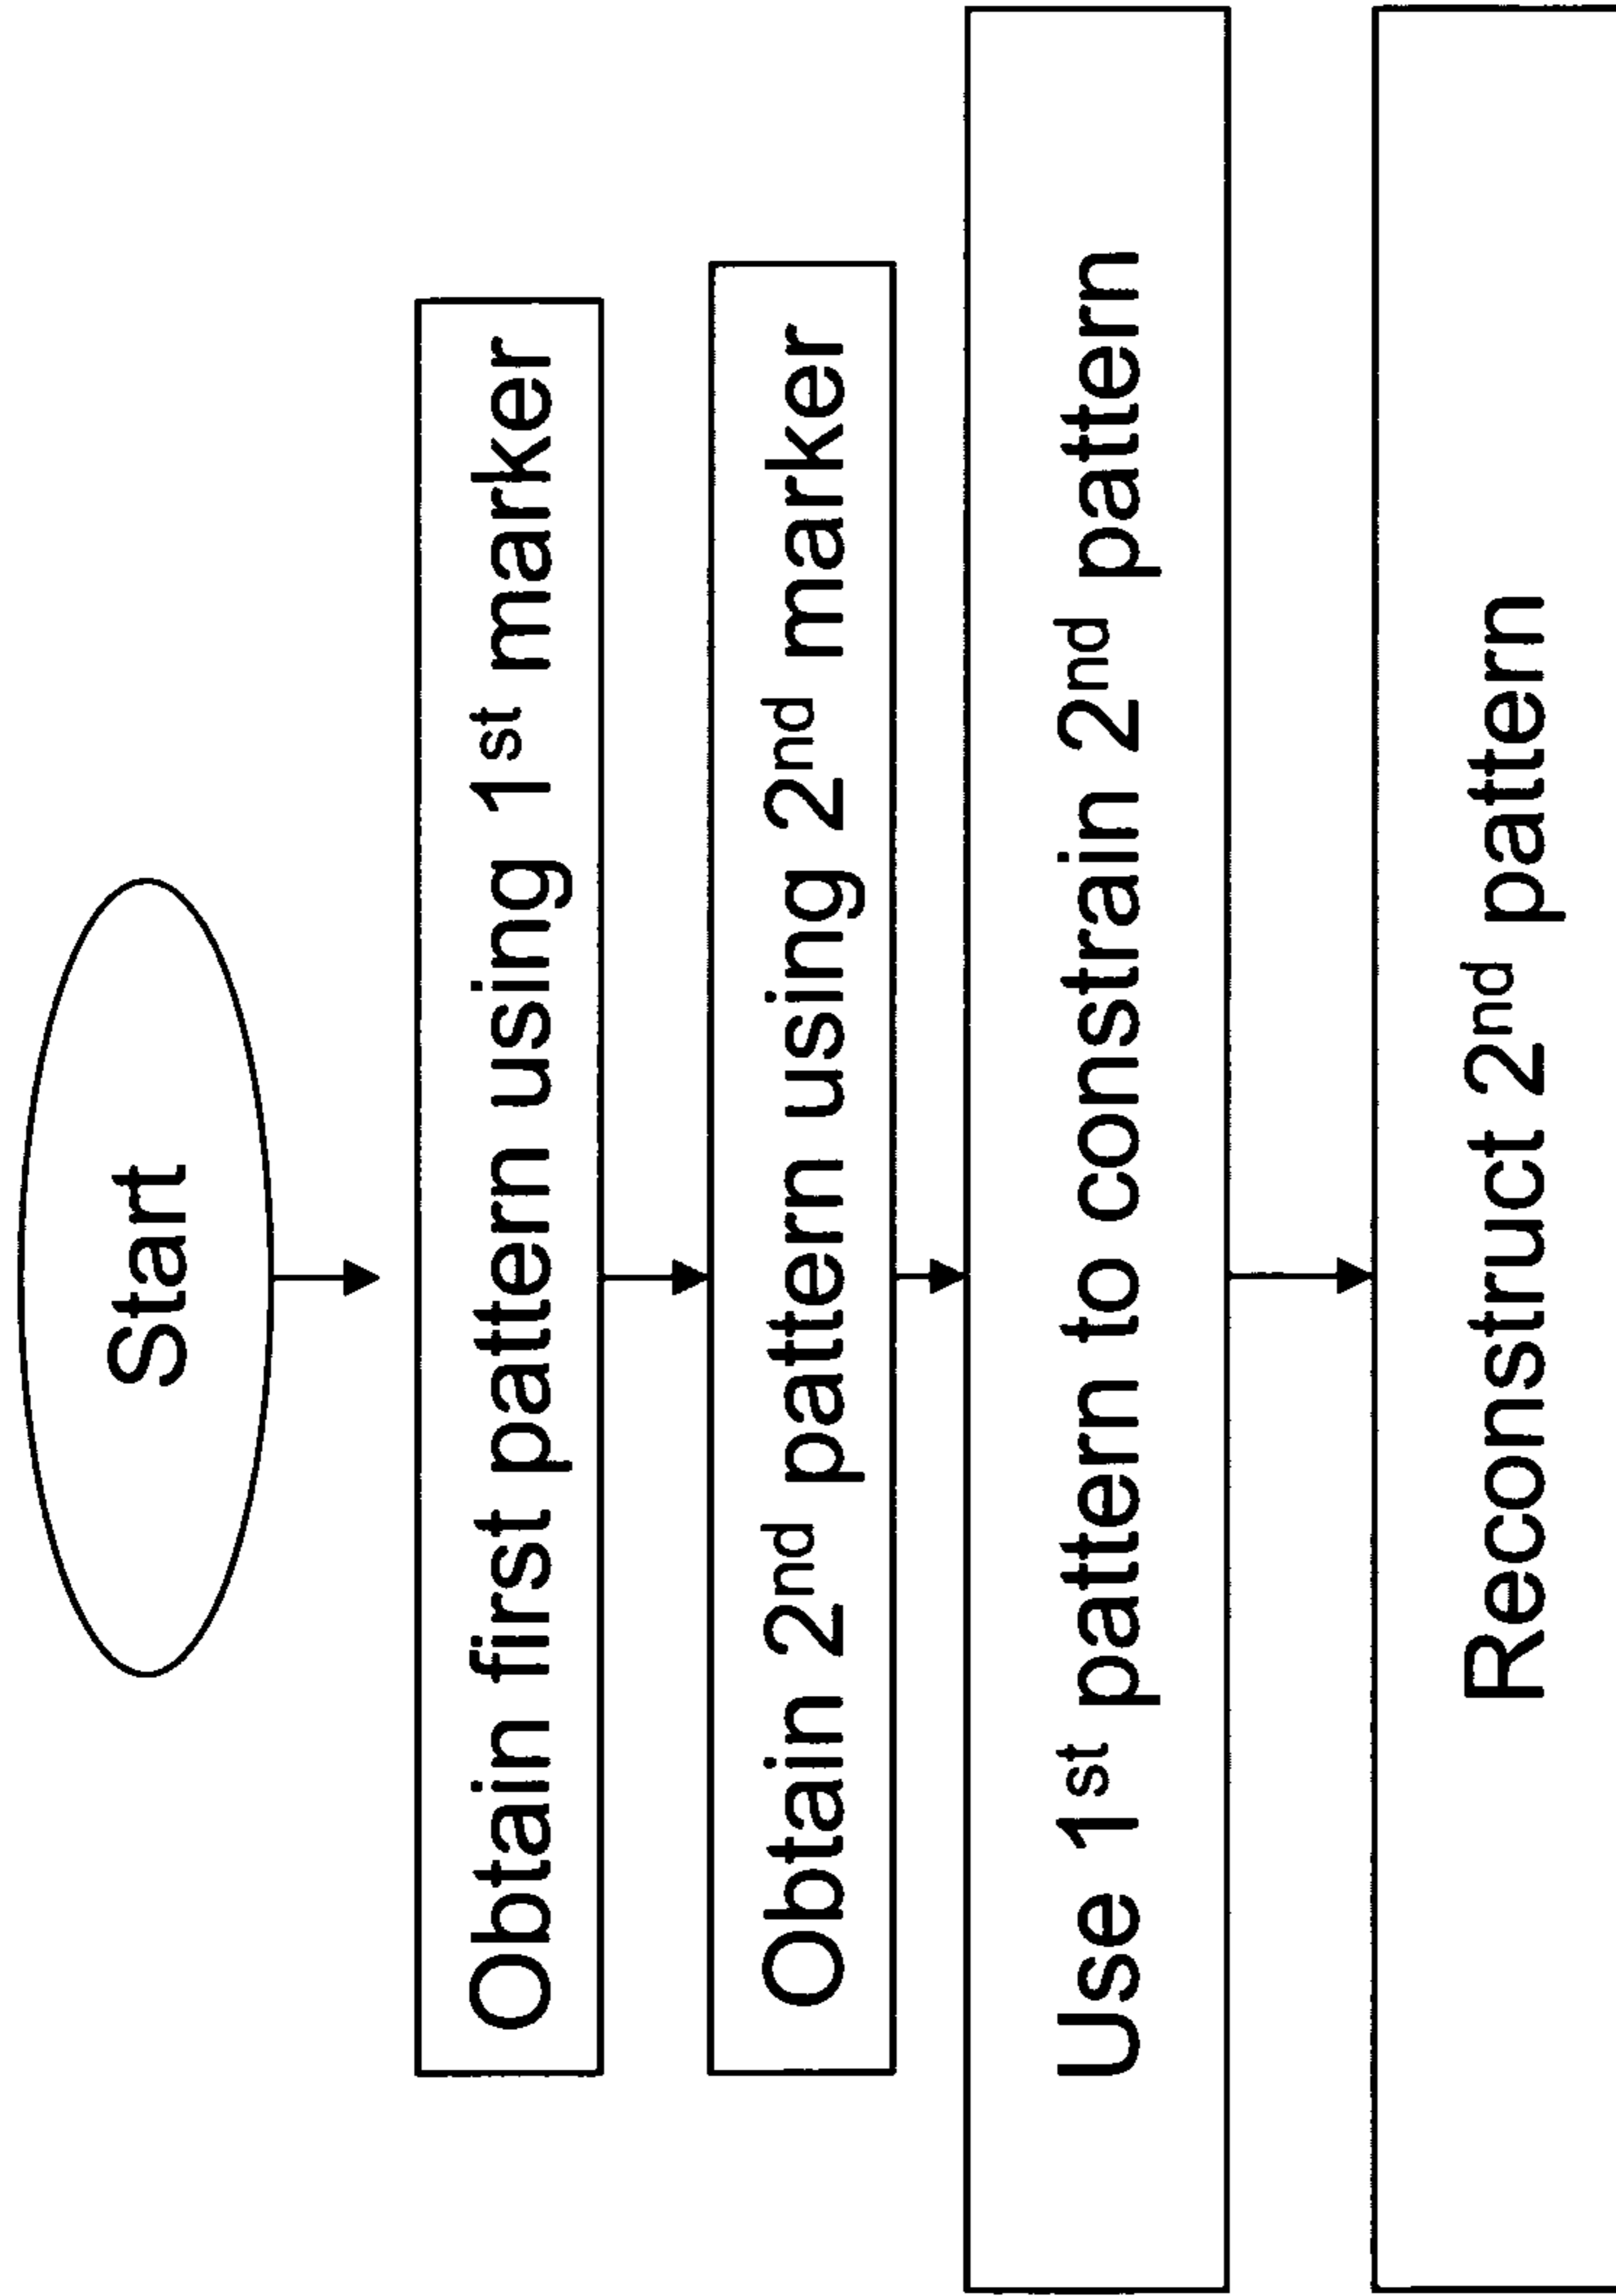 Start
Obtain first pattern using 1st marker
Obtain 2nd pattern using 2nd marker
Use 1st pattern to constrain 2nd pattern
Reconstruct 2nd pattern